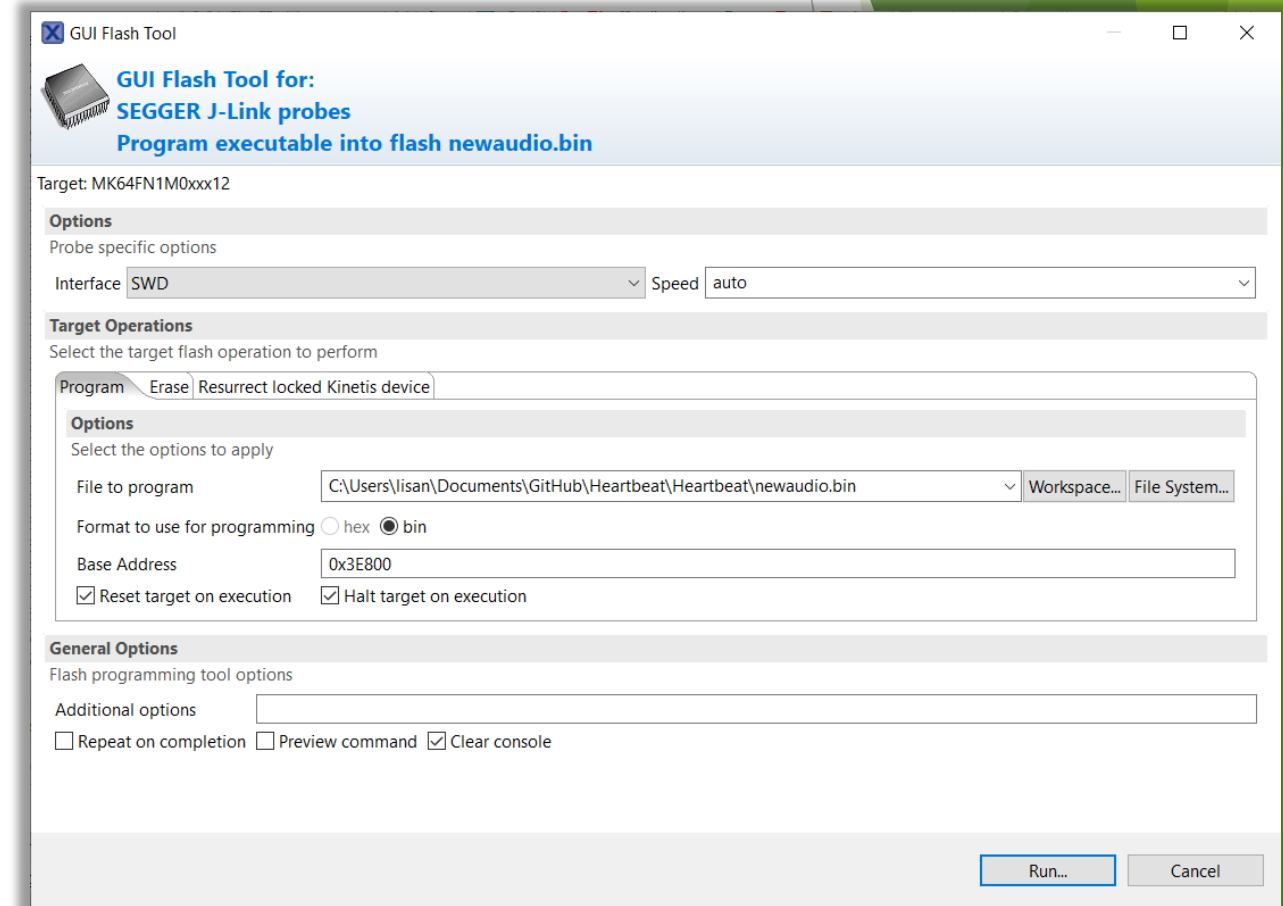 GUI Flash Tool
GUI Flash Tool for:
SEGGER J-Link probes
Program executable into flash newaudio.bin
Target: MK64FN1M0xxx12
Options
Probe specific options
Interface SWD Speed auto
Target Operations
Select the target flash operation to perform
Program Erase Resurrect locked Kinetis device
Options
Select the options to apply
File to program C:\Users\lisan\Documents\GitHub\Heartbeat\Heartbeat\newaudio.bin Workspace... File System...
Format to use for programming hex bin
Base Address 0x3E800
Reset target on execution Halt target on execution
General Options
Flash programming tool options
Additional options
Repeat on completion Preview command Clear console
Run... Cancel